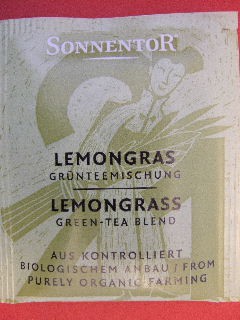 SONNENTOR®
LEMONGRAS
GRÜNTEEMISCHUNG
LEMONGRASS
GREEN-TEA BLEND
AUS KONTROLLIERT
BIOLOGISCHEM ANBAU / FROM
PURELY ORGANIC FARMING